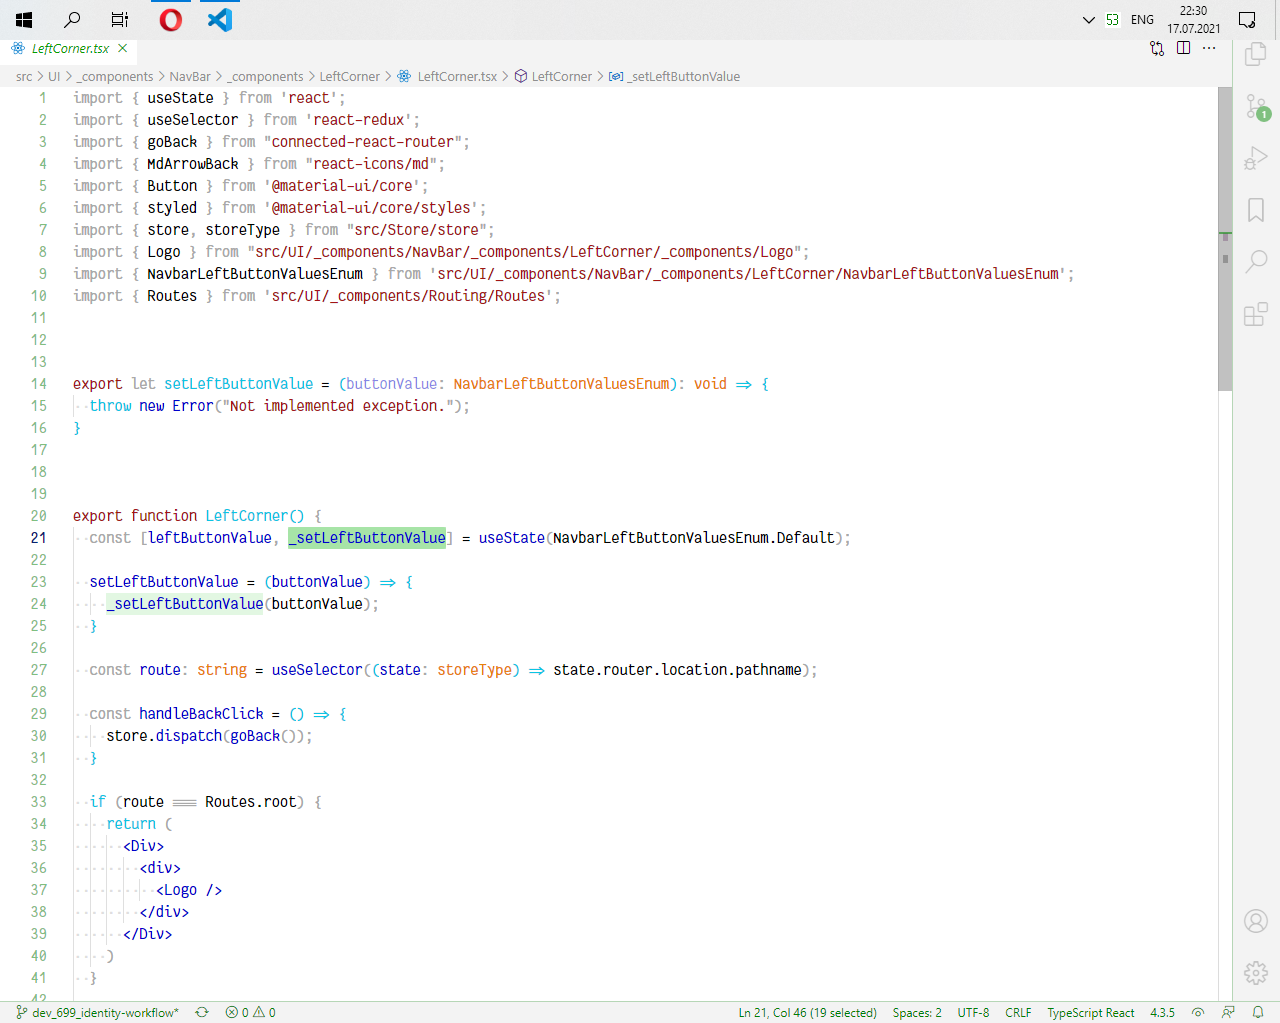 53 ENG 22:30
17.07.2021
LeftCorner.tsx
src > UI > _components > NavBar > _components > LeftCorner > LeftCorner.tsx > LeftCorner > _setLeftButtonValue
1 import { useState } from 'react';
2 import { useSelector } from 'react-redux';
3 import { goBack } from "connected-react-router";
4 import { MdArrowBack } from "react-icons/md";
5 import { Button } from '@material-ui/core';
6 import { styled } from '@material-ui/core/styles';
7 import { store, storeType } from "src/Store/store";
8 import { Logo } from "src/UI/_components/NavBar/_components/LeftCorner/_components/Logo";
9 import { NavbarLeftButtonValuesEnum } from 'src/UI/_components/NavBar/_components/LeftCorner/NavbarLeftButtonValuesEnum';
10 import { Routes } from 'src/UI/_components/Routing/Routes';
11
12
13
14 export let setLeftButtonValue = (buttonValue: NavbarLeftButtonValuesEnum): void => {
15 throw new Error("Not implemented exception.");
16 }
17
18
19
20 export function LeftCorner() {
21 const [leftButtonValue, _setLeftButtonValue] = useState(NavbarLeftButtonValuesEnum.Default);
22
23 setLeftButtonValue = (buttonValue) => {
24 _setLeftButtonValue(buttonValue);
25 }
26
27 const route: string = useSelector((state: storeType) => state.router.location.pathname);
28
29 const handleBackClick = () => {
30 store.dispatch(goBack());
31 }
32
33 if (route === Routes.root) {
34 return (
35 <Div>
36 <div>
37 <Logo />
38 </div>
39 </Div>
40 )
41 }
42
1
dev_699_identity-workflow* 0 0 Ln 21, Col 46 (19 selected) Spaces: 2 UTF-8 CRLF TypeScript React 4.3.5